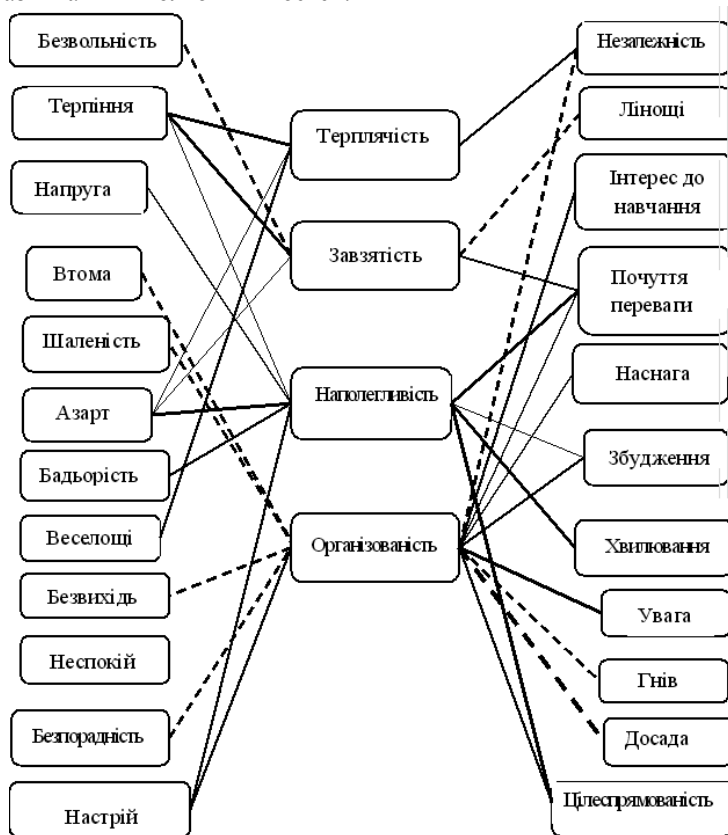 Безвольність
Терпіння
Напруга
Втома
Шаленість
Азарт
Бадьорість
Веселощі
Безвихідь
Неспокій
Безпорадність
Настрій
Терплячість
Завзятість
Наполегливість
Організованість
Незалежність
Лінощі
Інтерес до
навчання
Почуття
переваги
Наснага
Збудження
Хвилювання
Увага
Гнів
Досада
Цілеспрямованість